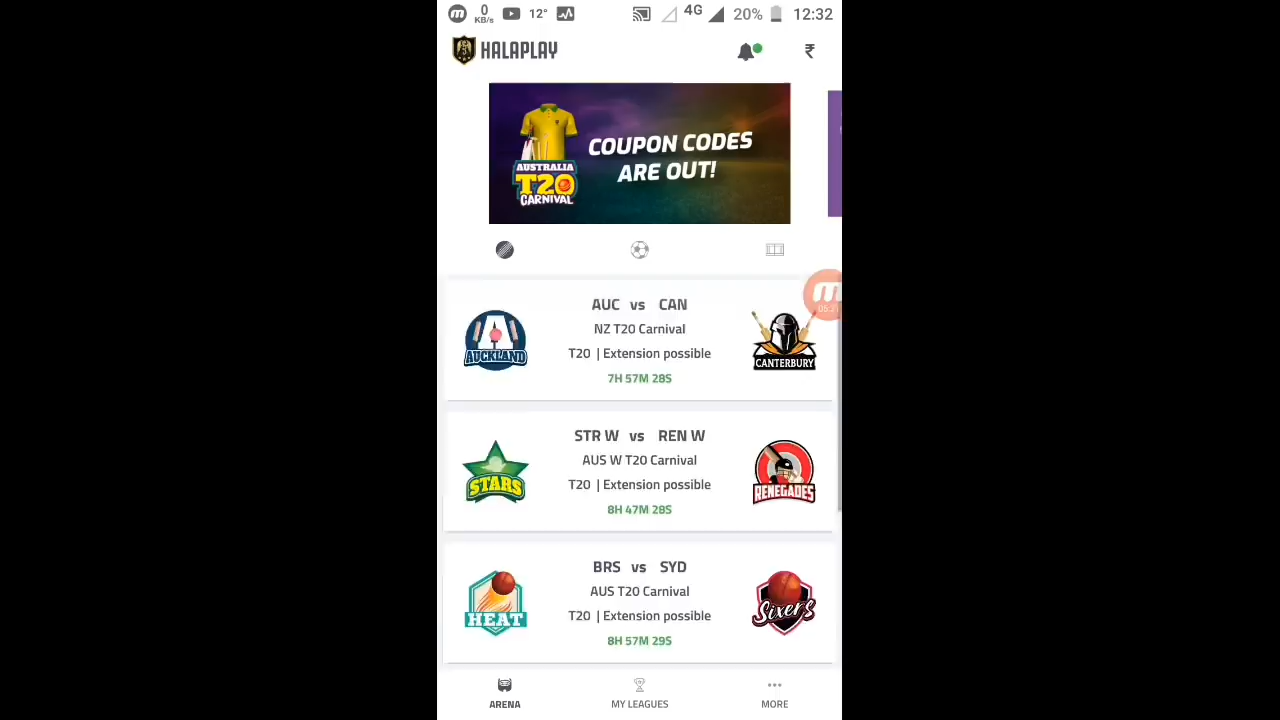 0 KB/s 12° 4G 20% 12:32
HALAPLAY ₹
COUPON CODES
ARE OUT!
AUSTRALIA
T20
CARNIVAL
AUC vs CAN
NZ T20 Carnival
T20 | Extension possible
7H 57M 28S
AUCKLAND
CANTERBURY
STR W vs REN W
AUS W T20 Carnival
T20 | Extension possible
8H 47M 28S
STARS
RENEGADES
BRS vs SYD
AUS T20 Carnival
T20 | Extension possible
8H 57M 29S
HEAT
Sixers
ARENA MY LEAGUES MORE